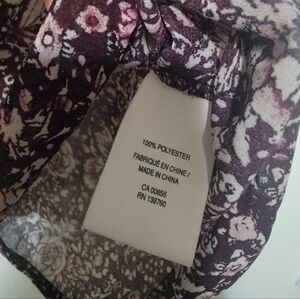 100% POLYESTER
FABRIQUÉ EN CHINE /
MADE IN CHINA
CA 00855
RN 138760